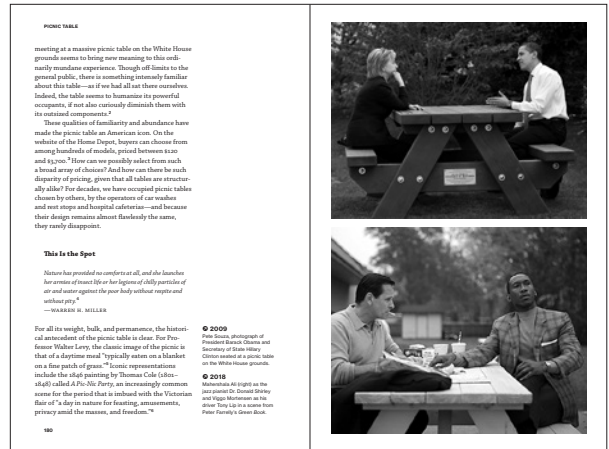 PICNIC TABLE
meeting at a massive picnic table on the White House
grounds seems to bring new meaning to this ordi-
narily mundane experience. Though off-limits to the
general public, there is something intensely familiar
about this table—as if we had all sat there ourselves.
Indeed, the table seems to humanize its powerful
occupants, if not also curiously diminish them with
its outsized components.²
These qualities of familiarity and abundance have
made the picnic table an American icon. On the
website of the Home Depot, buyers can choose from
among hundreds of models, priced between $120
and $3,700.³ How can we possibly select from such
a broad array of choices? And how can there be such
disparity of pricing, given that all tables are structur-
ally alike? For decades, we have occupied picnic tables
chosen by others, by the operators of car washes
and rest stops and hospital cafeterias—and because
their design remains almost flawlessly the same,
they rarely disappoint.
This Is the Spot
Nature has provided no comforts at all, and she launches
her armies of insect life or her legions of chilly particles of
air and water against the poor body without respite and
without pity.⁴
—WARREN H. MILLER
For all its weight, bulk, and permanence, the histori-
cal antecedent of the picnic table is clear. For Pro-
fessor Walter Levy, the classic image of the picnic is
that of a daytime meal "typically eaten on a blanket
on a fine patch of grass."⁵ Iconic representations
include the 1846 painting by Thomas Cole (1801–
1848) called A Pic-Nic Party, an increasingly common
scene for the period that is imbued with the Victorian
flair of "a day in nature for feasting, amusements,
privacy amid the masses, and freedom."⁶
2009
Pete Souza, photograph of
President Barack Obama and
Secretary of State Hillary
Clinton seated at a picnic table
on the White House grounds.
2018
Mahershala Ali (right) as the
jazz pianist Dr. Donald Shirley
and Viggo Mortensen as his
driver Tony Lip in a scene from
Peter Farrelly's Green Book.
180